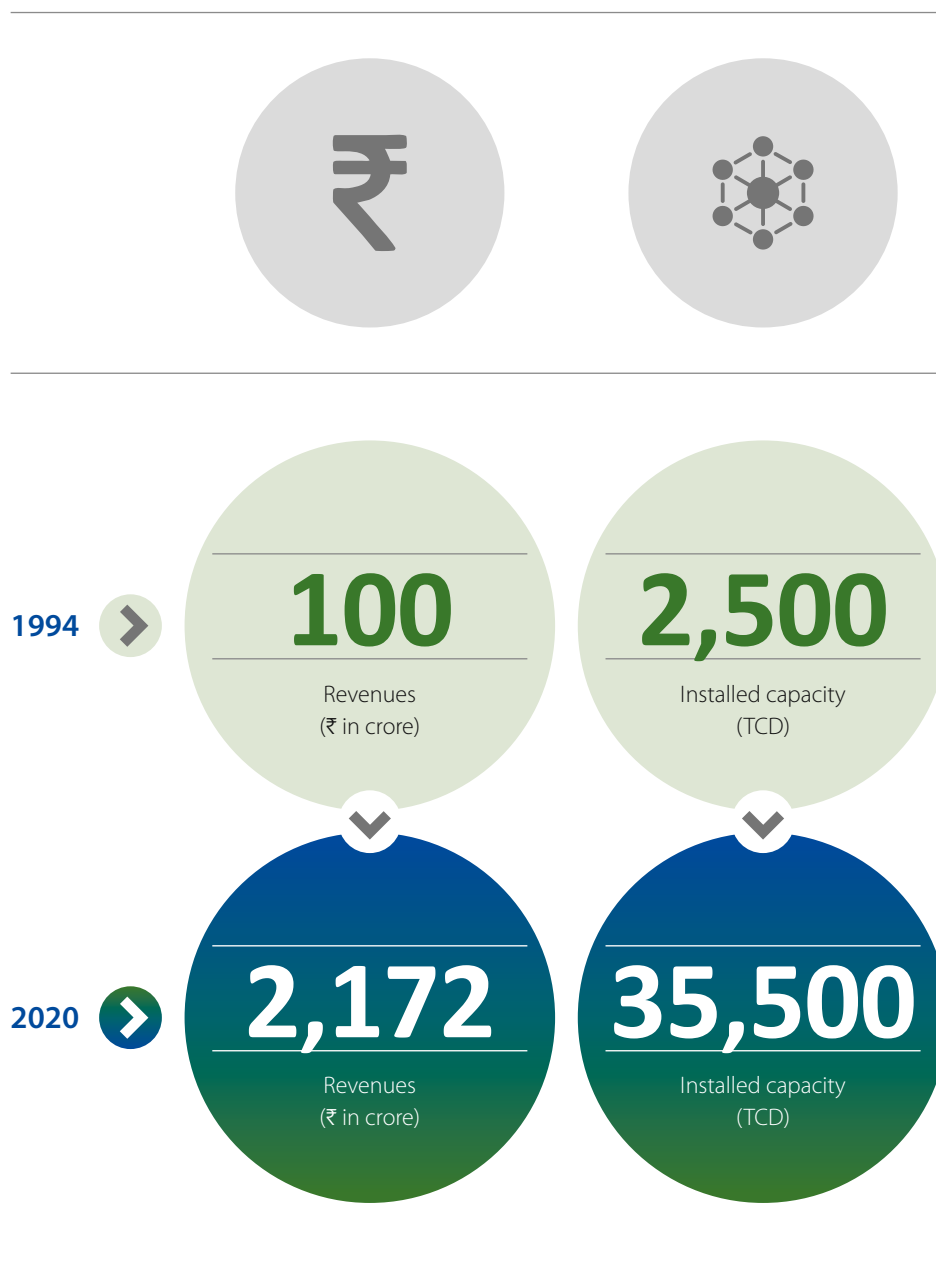 ₹
1994
100
2,500
Revenues
(₹ in crore)
Installed capacity
(TCD)
2020
2,172
35,500
Revenues
(₹ in crore)
Installed capacity
(TCD)